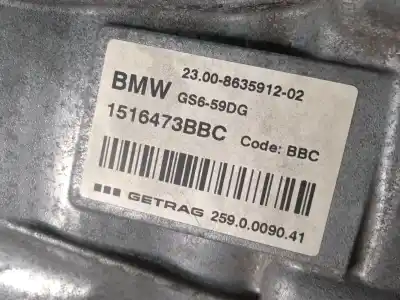 23.00-8635912-02
BMW GS6-59DG
1516473BBC Code: BBC
GETRAG 259.0.0090.41